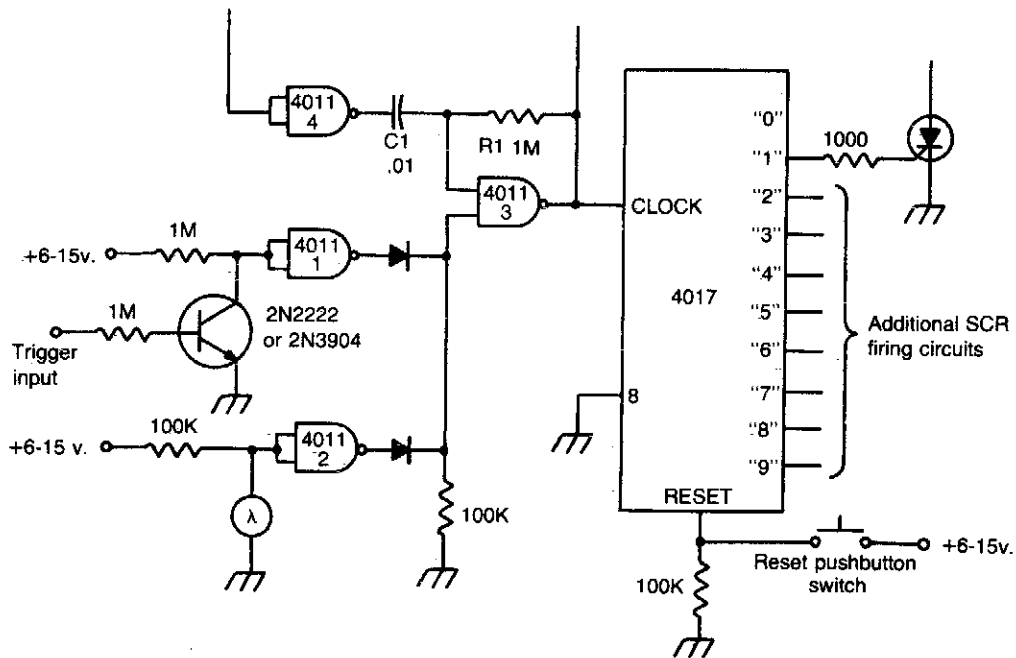 4011
4
C1
.01
R1 1M
4011
3
1M
+6-15v.
4011
1
1M
2N2222
or 2N3904
Trigger
input
100K
+6-15 v.
4011
2
λ
100K
CLOCK
4017
8
RESET
"0"
"1"
"2"
"3"
"4"
"5"
"6"
"7"
"8"
"9"
1000
Additional SCR
firing circuits
100K
Reset pushbutton
switch
+6-15v.